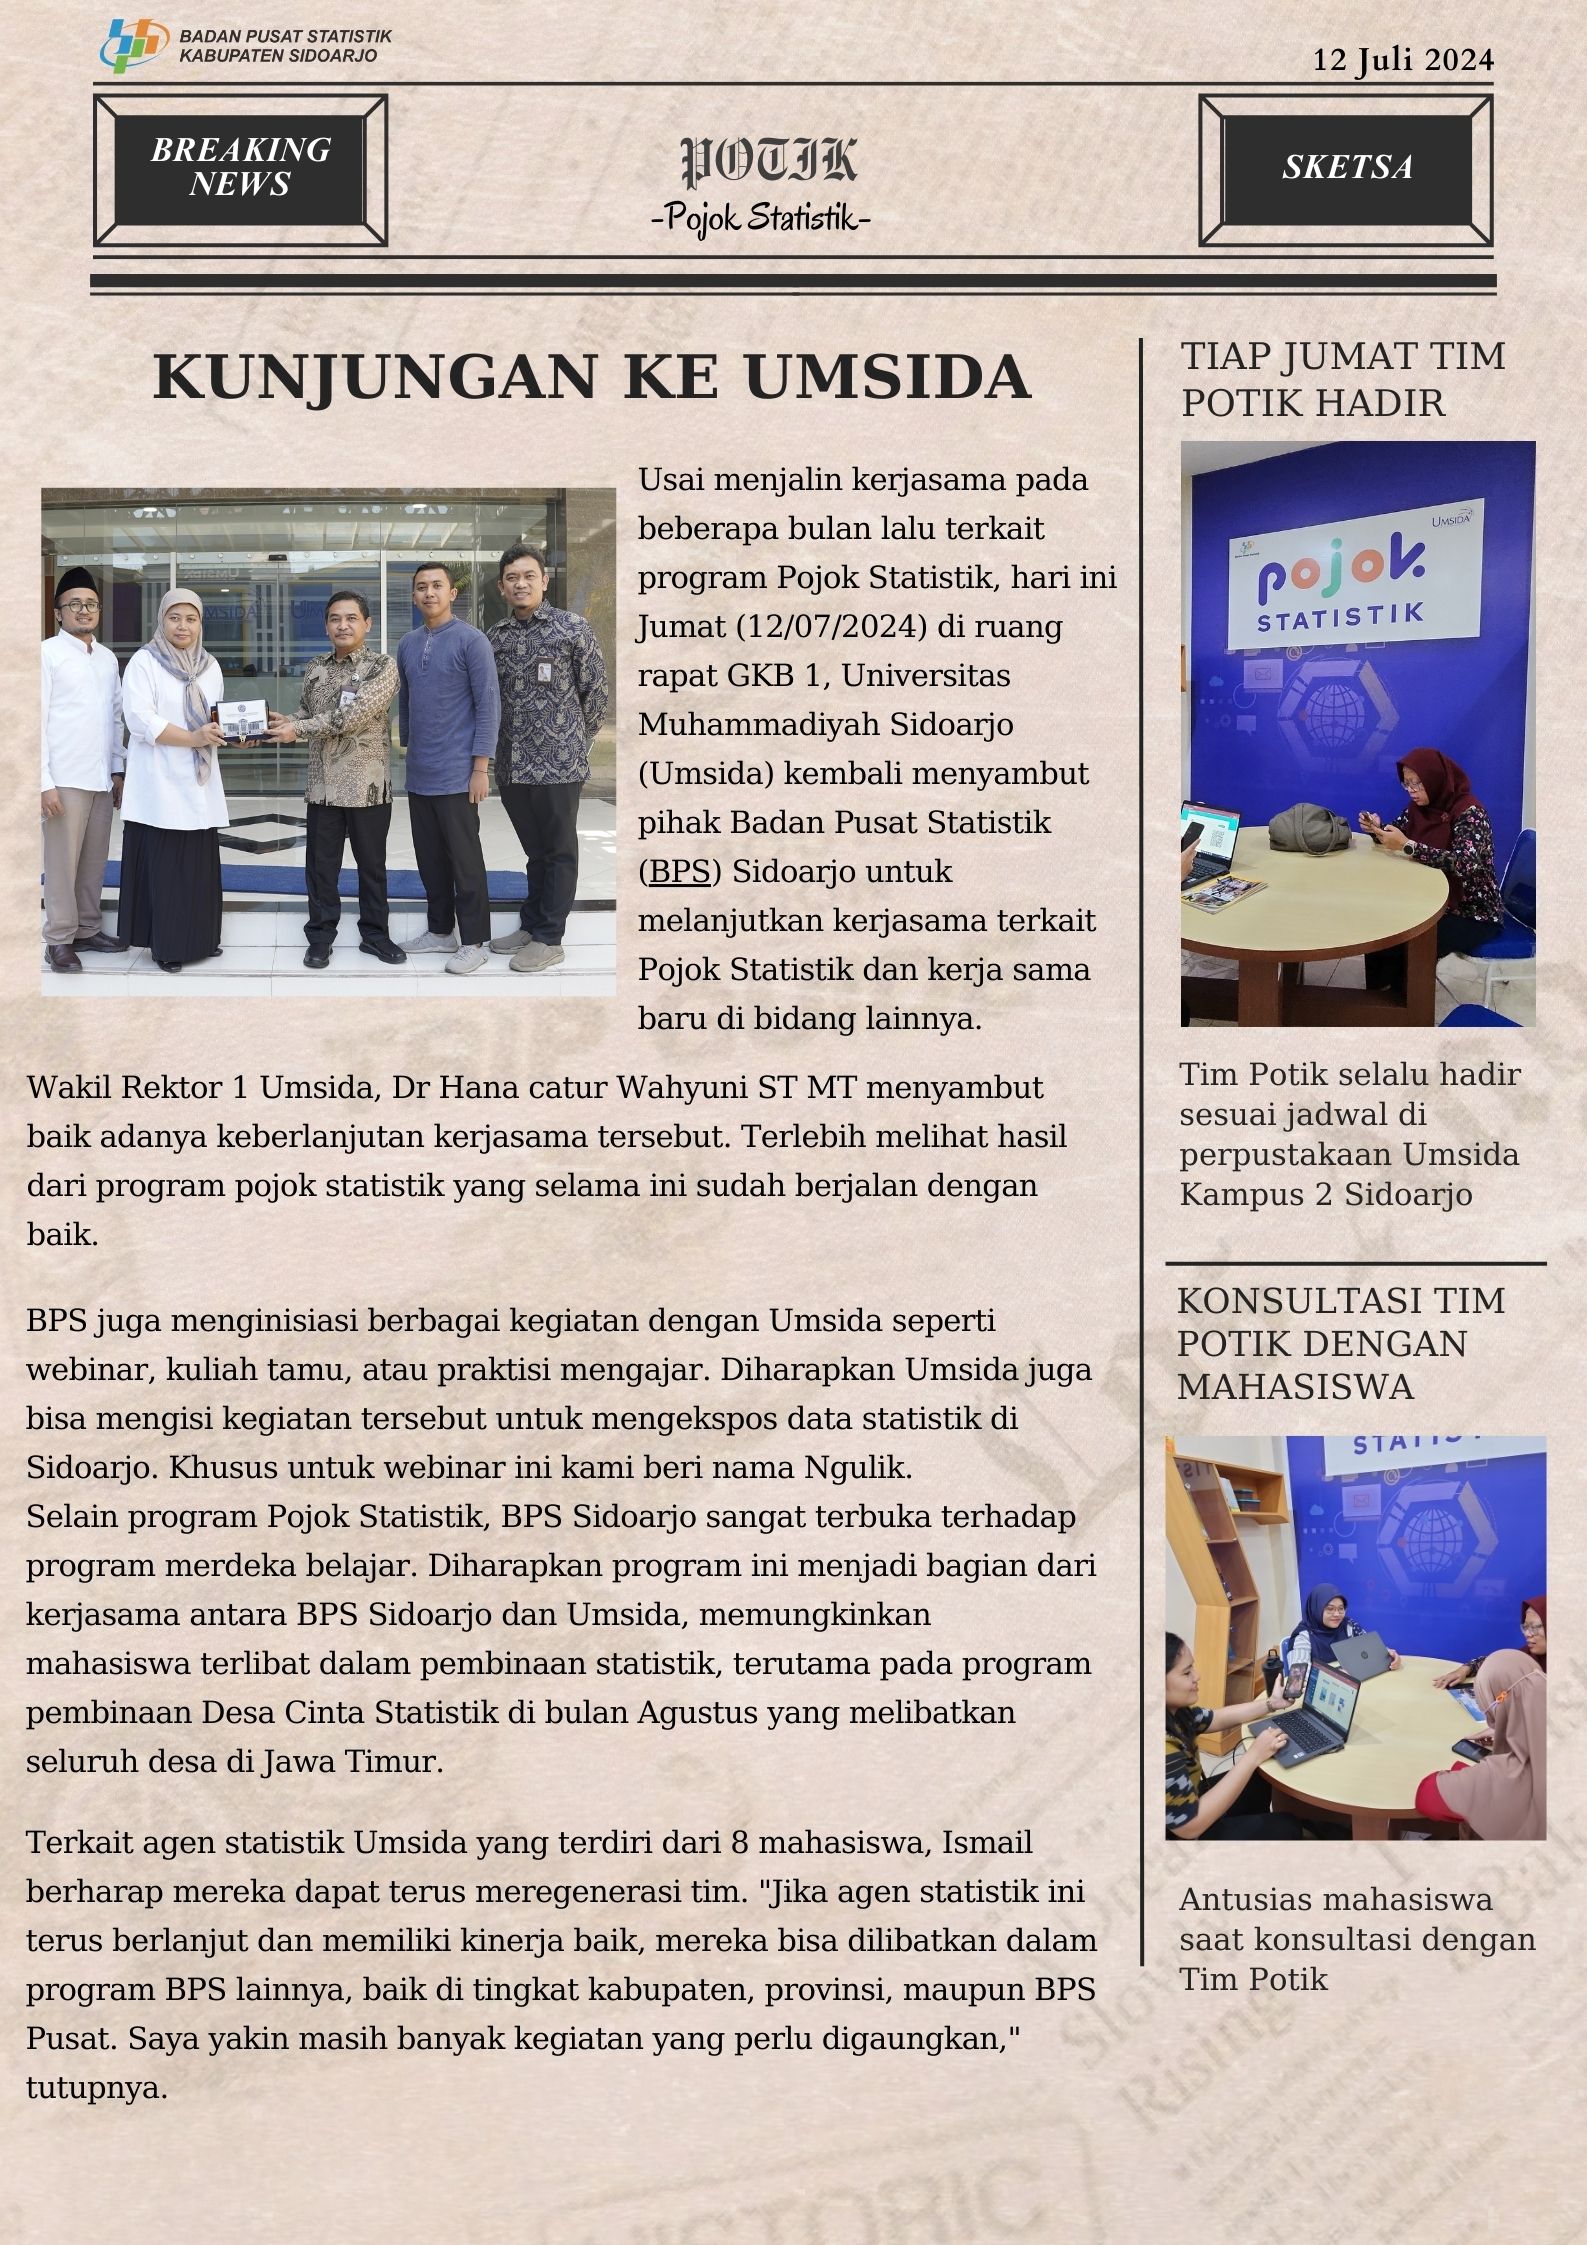 BADAN PUSAT STATISTIK
KABUPATEN SIDOARJO
12 Juli 2024
BREAKING
NEWS
POTIK
-Pojok Statistik-
SKETSA
KUNJUNGAN KE UMSIDA
Usai menjalin kerjasama pada
beberapa bulan lalu terkait
program Pojok Statistik, hari ini
Jumat (12/07/2024) di ruang
rapat GKB 1, Universitas
Muhammadiyah Sidoarjo
(Umsida) kembali menyambut
pihak Badan Pusat Statistik
(BPS) Sidoarjo untuk
melanjutkan kerjasama terkait
Pojok Statistik dan kerja sama
baru di bidang lainnya.
Wakil Rektor 1 Umsida, Dr Hana catur Wahyuni ST MT menyambut
baik adanya keberlanjutan kerjasama tersebut. Terlebih melihat hasil
dari program pojok statistik yang selama ini sudah berjalan dengan
baik.
BPS juga menginisiasi berbagai kegiatan dengan Umsida seperti
webinar, kuliah tamu, atau praktisi mengajar. Diharapkan Umsida juga
bisa mengisi kegiatan tersebut untuk mengekspos data statistik di
Sidoarjo. Khusus untuk webinar ini kami beri nama Ngulik.
Selain program Pojok Statistik, BPS Sidoarjo sangat terbuka terhadap
program merdeka belajar. Diharapkan program ini menjadi bagian dari
kerjasama antara BPS Sidoarjo dan Umsida, memungkinkan
mahasiswa terlibat dalam pembinaan statistik, terutama pada program
pembinaan Desa Cinta Statistik di bulan Agustus yang melibatkan
seluruh desa di Jawa Timur.
Terkait agen statistik Umsida yang terdiri dari 8 mahasiswa, Ismail
berharap mereka dapat terus meregenerasi tim. "Jika agen statistik ini
terus berlanjut dan memiliki kinerja baik, mereka bisa dilibatkan dalam
program BPS lainnya, baik di tingkat kabupaten, provinsi, maupun BPS
Pusat. Saya yakin masih banyak kegiatan yang perlu digaungkan,"
tutupnya.
TIAP JUMAT TIM
POTIK HADIR
UMSIDA
pojok
STATISTIK
Tim Potik selalu hadir
sesuai jadwal di
perpustakaan Umsida
Kampus 2 Sidoarjo
KONSULTASI TIM
POTIK DENGAN
MAHASISWA
Antusias mahasiswa
saat konsultasi dengan
Tim Potik
Rising